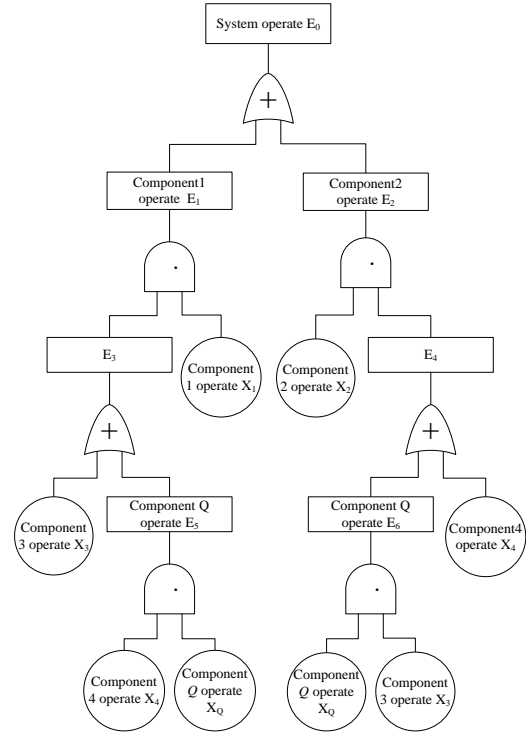 System operate E₀
+
Component1
operate E₁
Component2
operate E₂
.
.
E₃
Component
1 operate X₁
Component
2 operate X₂
E₄
+
+
Component
3 operate X₃
Component Q
operate E₅
Component Q
operate E₆
Component4
operate X₄
.
.
Component
4 operate X₄
Component
Q operate
X_Q
Component
Q operate
X_Q
Component
3 operate X₃